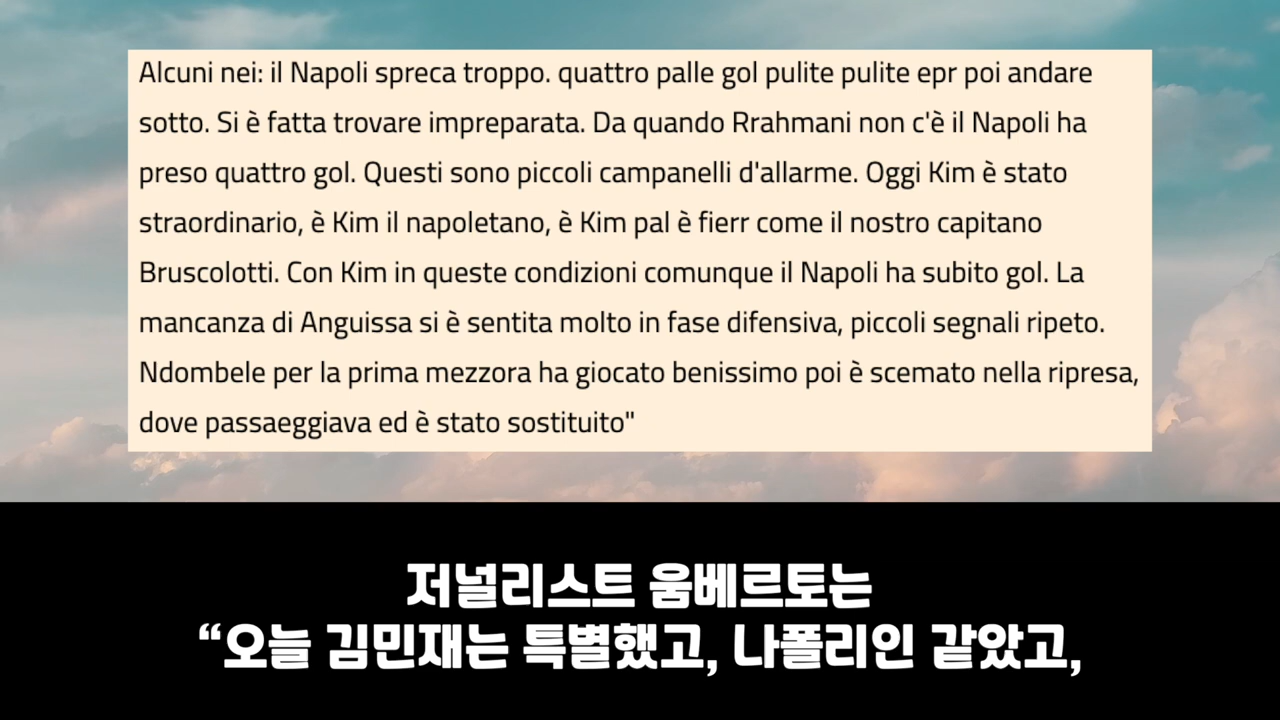 Alcuni nei: il Napoli spreca troppo. quattro palle gol pulite pulite epr poi andare
sotto. Si è fatta trovare impreparata. Da quando Rrahmani non c'è il Napoli ha
preso quattro gol. Questi sono piccoli campanelli d'allarme. Oggi Kim è stato
straordinario, è Kim il napoletano, è Kim pal è fierr come il nostro capitano
Bruscolotti. Con Kim in queste condizioni comunque il Napoli ha subito gol. La
mancanza di Anguissa si è sentita molto in fase difensiva, piccoli segnali ripeto.
Ndombele per la prima mezzora ha giocato benissimo poi è scemato nella ripresa,
dove passaeggiava ed è stato sostituito"
저널리스트 움베르토는
“오늘 김민재는 특별했고, 나폴리인 같았고,